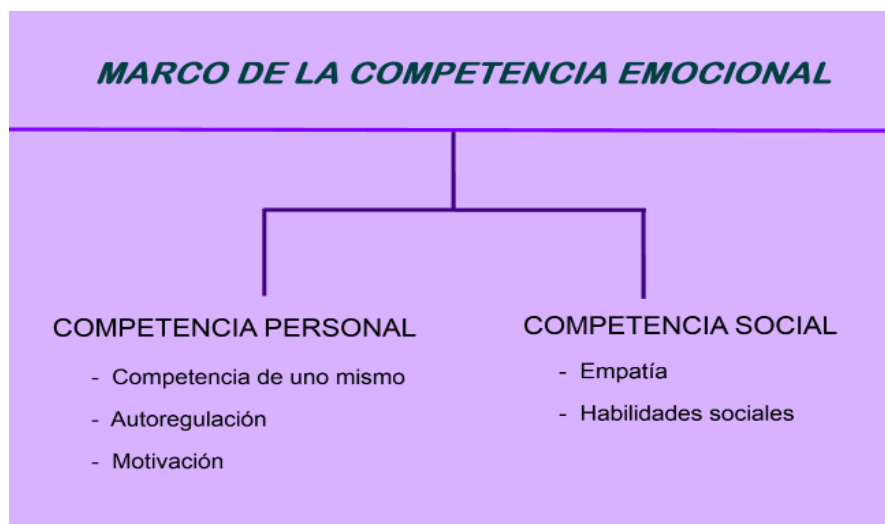 MARCO DE LA COMPETENCIA EMOCIONAL
COMPETENCIA PERSONAL
- Competencia de uno mismo
- Autoregulación
- Motivación
COMPETENCIA SOCIAL
- Empatía
- Habilidades sociales